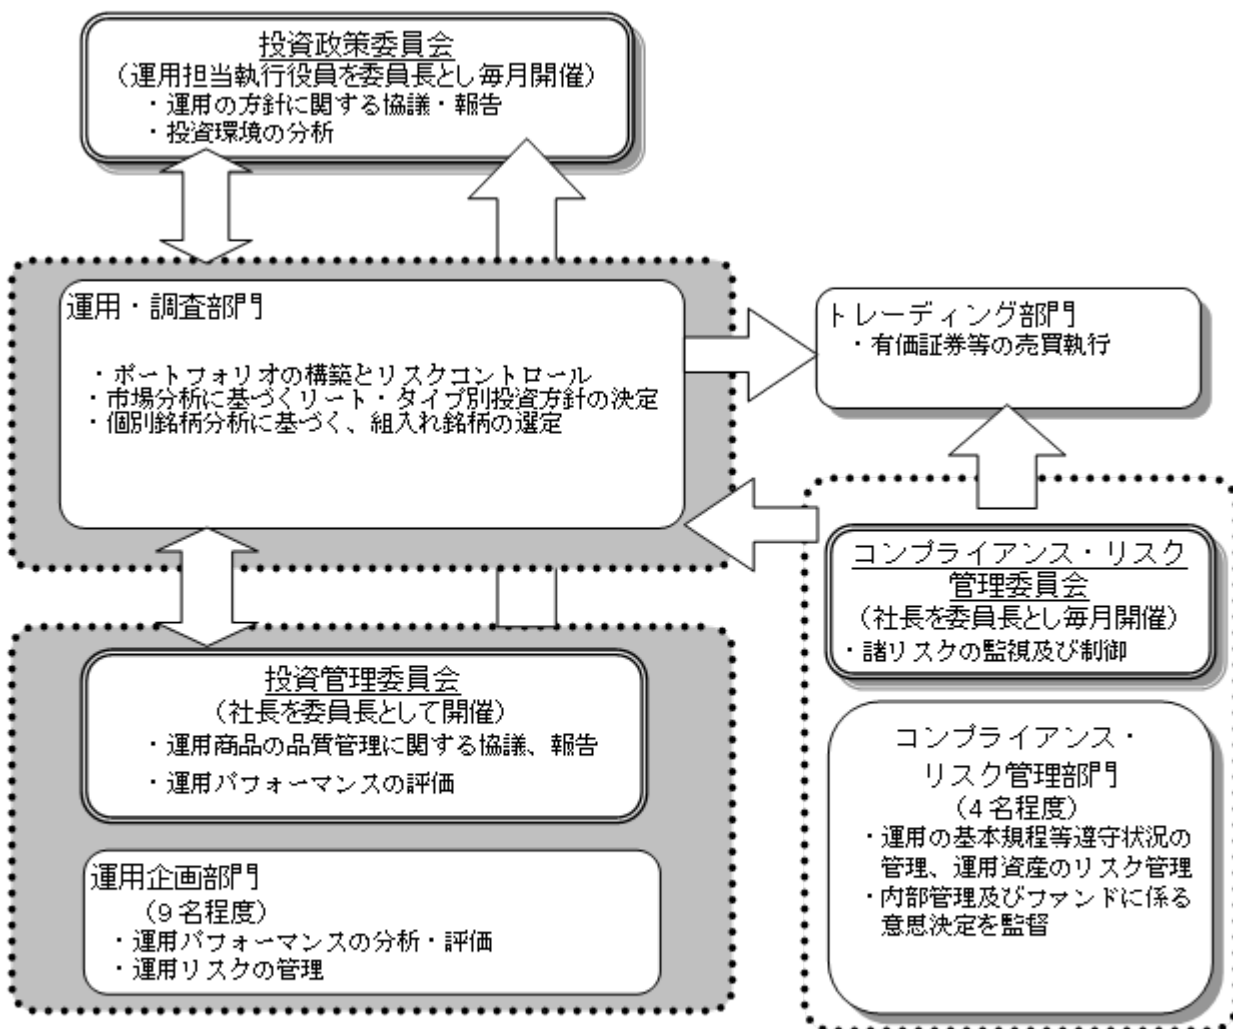 投資政策委員会
（運用担当執行役員を委員長とし毎月開催）
・運用の方針に関する協議・報告
・投資環境の分析
運用・調査部門
・ポートフォリオの構築とリスクコントロール
・市場分析に基づくリート・タイプ別投資方針の決定
・個別銘柄分析に基づく、組入れ銘柄の選定
トレーディング部門
・有価証券等の売買執行
コンプライアンス・リスク
管理委員会
（社長を委員長とし毎月開催）
・諸リスクの監視及び制御
投資管理委員会
（社長を委員長として開催）
・運用商品の品質管理に関する協議、報告
・運用パフォーマンスの評価
コンプライアンス・
リスク管理部門
（4名程度）
・運用の基本規程等遵守状況の
管理、運用資産のリスク管理
・内部管理及びファンドに係る
意思決定を監督
運用企画部門
（9名程度）
・運用パフォーマンスの分析・評価
・運用リスクの管理